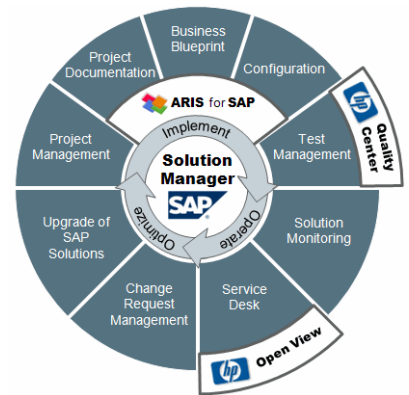 Business
Blueprint
Project
Documentation
Configuration
ARIS for SAP
hp
Quality
Center
Implement
Project
Management
Test
Management
Solution
Manager
SAP
Upgrade of
SAP
Solutions
Solution
Monitoring
Optimize
Operate
Change
Request
Management
Service
Desk
hp
Open View